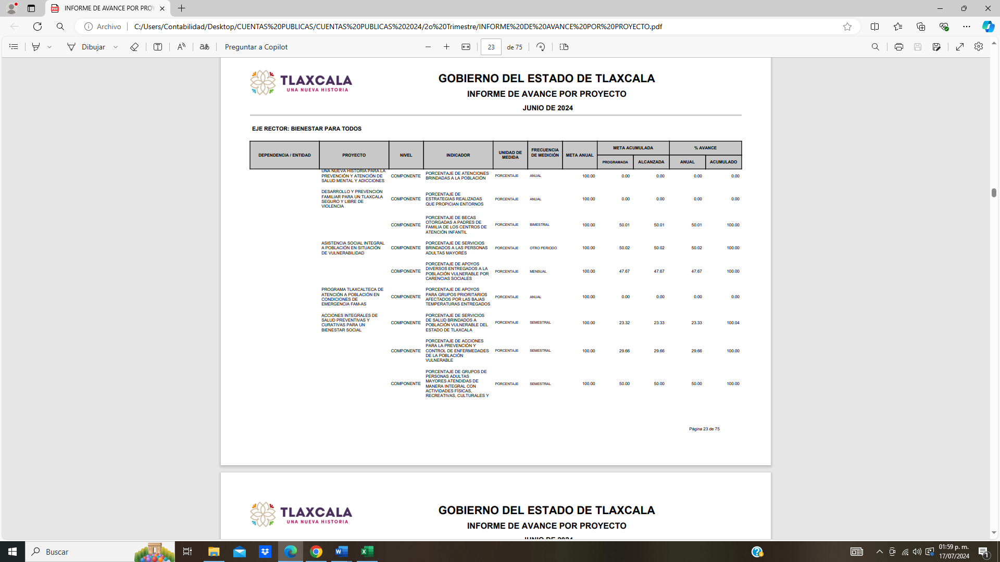 INFORME DE AVANCE POR PROY
Archivo
C:/Users/Contabilidad/Desktop/CUENTAS%20PUBLICAS/CUENTAS%20PUBLICAS%202024/2o%20Trimestre/INFORME%20DE%20AVANCE%20POR%20PROYECTO.pdf
Dibujar
aあ
Preguntar a Copilot
23
de 75
TLAXCALA
UNA NUEVA HISTORIA
GOBIERNO DEL ESTADO DE TLAXCALA
INFORME DE AVANCE POR PROYECTO
JUNIO DE 2024
EJE RECTOR: BIENESTAR PARA TODOS
DEPENDENCIA / ENTIDAD
PROYECTO
NIVEL
INDICADOR
UNIDAD DE
MEDIDA
FRECUENCIA
DE MEDICIÓN
META ANUAL
META ACUMULADA
% AVANCE
PROGRAMADA
ALCANZADA
ANUAL
ACUMULADO
UNA NUEVA HISTORIA PARA LA
PREVENCIÓN Y ATENCIÓN DE
SALUD MENTAL Y ADICCIONES
COMPONENTE
PORCENTAJE DE ATENCIONES
BRINDADAS A LA POBLACIÓN
PORCENTAJE
ANUAL
100.00
0.00
0.00
0.00
0.00
DESARROLLO Y PREVENCION
FAMILIAR PARA UN TLAXCALA
SEGURO Y LIBRE DE
VIOLENCIA
COMPONENTE
PORCENTAJE DE
ESTRATEGIAS REALIZADAS
QUE PROPICIAN ENTORNOS
PORCENTAJE
ANUAL
100.00
0.00
0.00
0.00
0.00
COMPONENTE
PORCENTAJE DE BECAS
OTORGADAS A PADRES DE
FAMILIA DE LOS CENTROS DE
ATENCIÓN INFANTIL
PORCENTAJE
BIMESTRAL
100.00
50.01
50.01
50.01
100.00
ASISTENCIA SOCIAL INTEGRAL
A POBLACIÓN EN SITUACIÓN
DE VULNERABILIDAD
COMPONENTE
PORCENTAJE DE SERVICIOS
BRINDADOS A LAS PERSONAS
ADULTAS MAYORES
PORCENTAJE
OTRO PERIODO
100.00
50.02
50.02
50.02
100.00
COMPONENTE
PORCENTAJE DE APOYOS
DIVERSOS ENTREGADOS A LA
POBLACIÓN VULNERABLE POR
CARENCIAS SOCIALES
PORCENTAJE
MENSUAL
100.00
47.67
47.67
47.67
100.00
PROGRAMA TLAXCALTECA DE
ATENCIÓN A POBLACIÓN EN
CONDICIONES DE
EMERGENCIA FAM-AS
COMPONENTE
PORCENTAJE DE APOYOS
PARA GRUPOS PRIORITARIOS
AFECTADOS POR LAS BAJAS
TEMPERATURAS ENTREGADOS
PORCENTAJE
ANUAL
100.00
0.00
0.00
0.00
0.00
ACCIONES INTEGRALES DE
SALUD PREVENTIVAS Y
CURATIVAS PARA UN
BIENESTAR SOCIAL
COMPONENTE
PORCENTAJE DE SERVICIOS
DE SALUD BRINDADOS A
POBLACIÓN VULNERABLE DEL
ESTADO DE TLAXCALA
PORCENTAJE
SEMESTRAL
100.00
23.32
23.33
23.33
100.04
COMPONENTE
PORCENTAJE DE ACCIONES
PARA LA PREVENCIÓN Y
CONTROL DE ENFERMEDADES
DE LA POBLACIÓN
VULNERABLE
PORCENTAJE
SEMESTRAL
100.00
29.66
29.66
29.66
100.00
COMPONENTE
PORCENTAJE DE GRUPOS DE
PERSONAS ADULTAS
MAYORES ATENDIDAS DE
MANERA INTEGRAL CON
ACTIVIDADES FÍSICAS,
RECREATIVAS, CULTURALES Y
PORCENTAJE
SEMESTRAL
100.00
50.00
50.00
50.00
100.00
Página 23 de 75
TLAXCALA
UNA NUEVA HISTORIA
GOBIERNO DEL ESTADO DE TLAXCALA
INFORME DE AVANCE POR PROYECTO
JUNIO DE 2024
Buscar
01:59 p. m.
17/07/2024
1